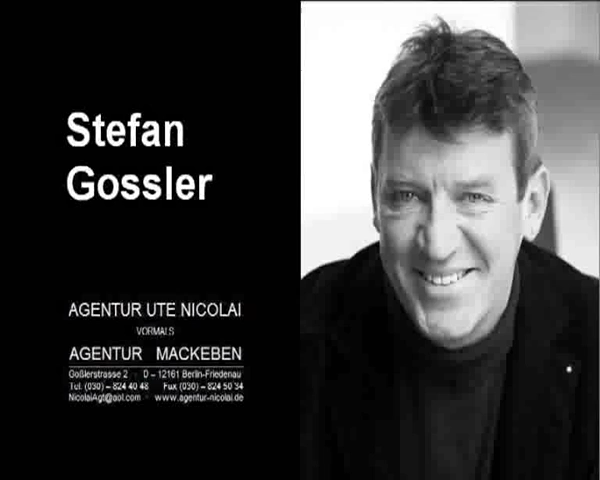 Stefan
Gossler
AGENTUR UTE NICOLAI
VORMALS
AGENTUR MACKEBEN
Goßlerstrasse 2 · D – 12161 Berlin-Friedenau
Tel. (030) – 824 40 48 Fax (030) – 824 50 34
NicolaiAgt@aol.com · www.agentur-nicolai.de